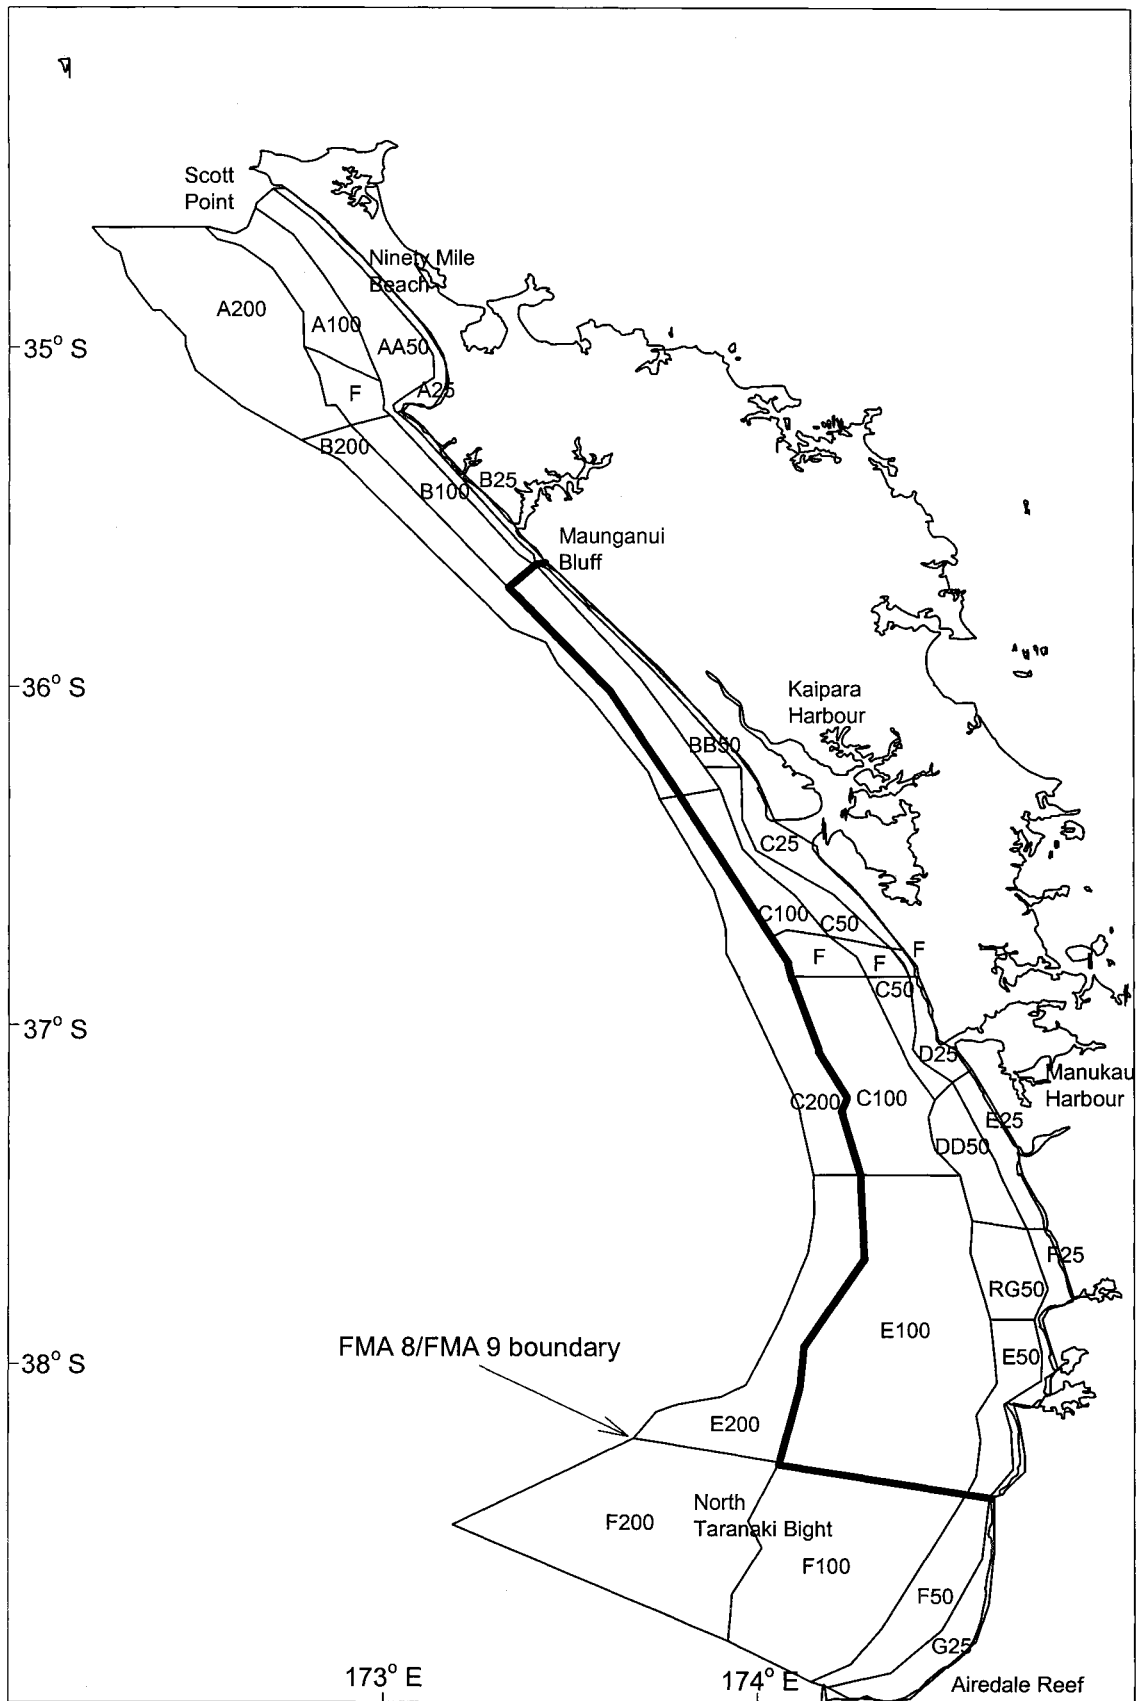 Scott
Point
Ninety Mile
Beach
A200
A100
AA50
35° S
A25
F
B200
B25
B100
Maunganui
Bluff
36° S
Kaipara
Harbour
BB50
C25
C100
C50
F
F
F
C50
37° S
D25
Manukau
Harbour
C200
C100
E25
DD50
F25
RG50
E100
FMA 8/FMA 9 boundary
E50
38° S
E200
North
Taranaki Bight
F200
F100
F50
G25
173° E
174° E
Airedale Reef